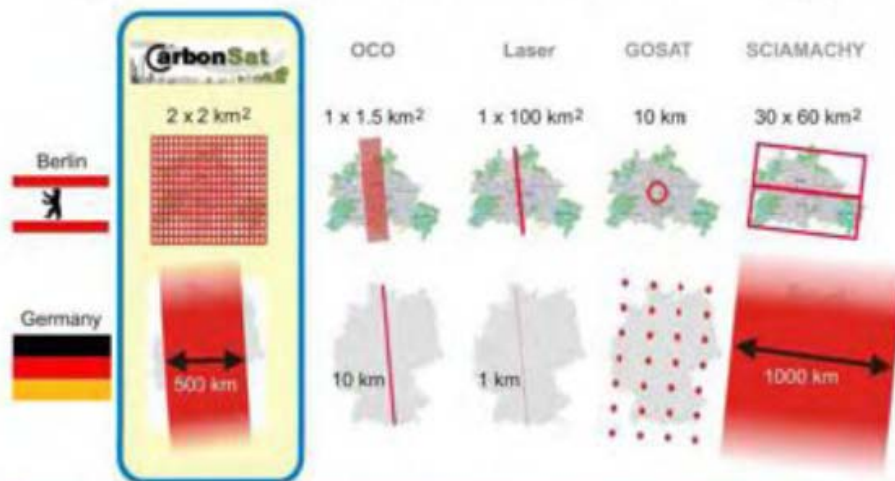 CarbonSat OCO Laser GOSAT SCIAMACHY
2 x 2 km² 1 x 1.5 km² 1 x 100 km² 10 km 30 x 60 km²
Berlin
Germany
500 km 10 km 1 km 1000 km